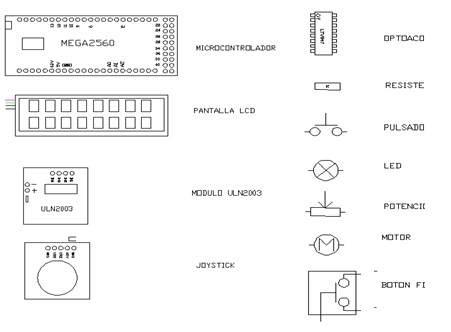 MEGA2560
MICROCONTROLADOR
PANTALLA LCD
ULN2003
MODULO ULN2003
JOYSTICK
OPTOACO
RESISTE
PULSADO
LED
POTENCI
M
MOTOR
BOTON FI